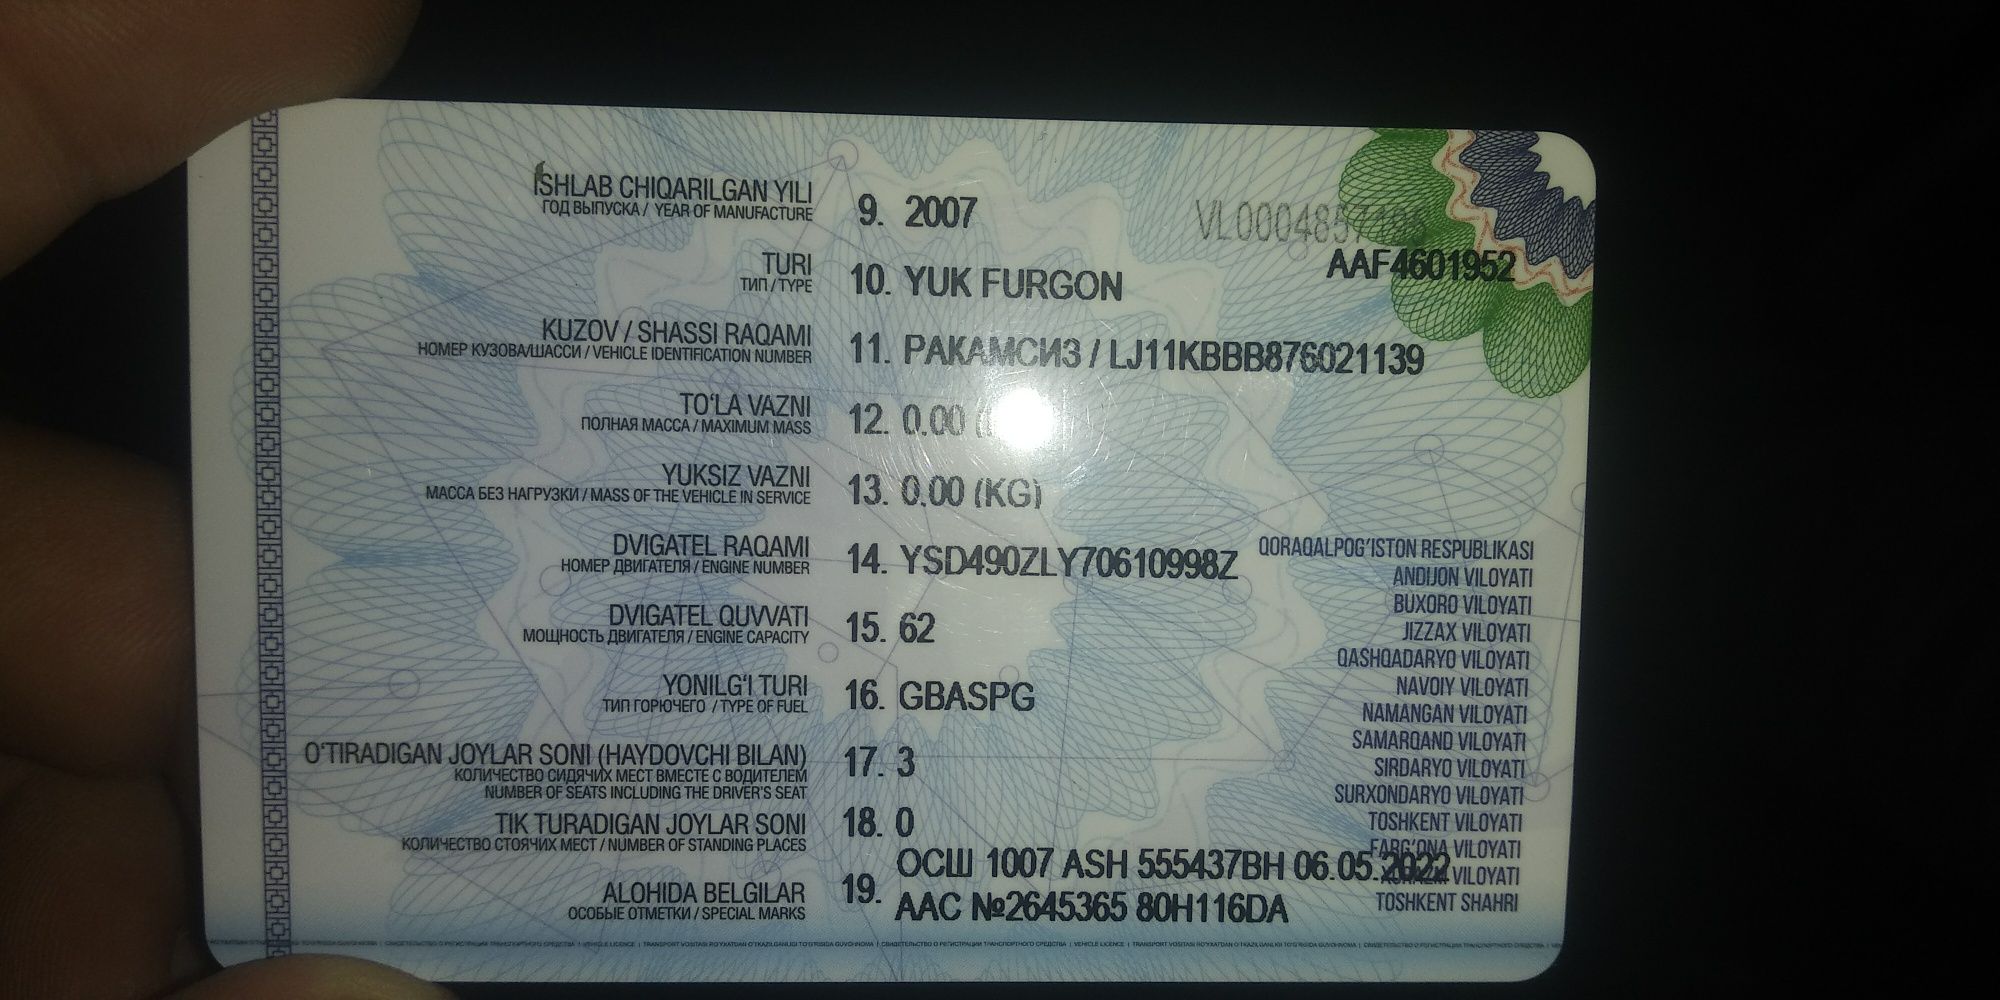 ISHLAB CHIQARILGAN YILI
ГОД ВЫПУСКА / YEAR OF MANUFACTURE
9. 2007
VL0004857
AAF4601952
TURI
ТИП / TYPE
10. YUK FURGON
KUZOV / SHASSI RAQAMI
НОМЕР КУЗОВА/ШАССИ / VEHICLE IDENTIFICATION NUMBER
11. РАКАМСИЗ / LJ11KBBB876021139
TO'LA VAZNI
ПОЛНАЯ МАССА / MAXIMUM MASS
12. 0.00
YUKSIZ VAZNI
МАССА БЕЗ НАГРУЗКИ / MASS OF THE VEHICLE IN SERVICE
13. 0.00 (KG)
DVIGATEL RAQAMI
НОМЕР ДВИГАТЕЛЯ / ENGINE NUMBER
14. YSD490ZLY70610998Z
DVIGATEL QUVVATI
МОЩНОСТЬ ДВИГАТЕЛЯ / ENGINE CAPACITY
15. 62
YONILG'I TURI
ТИП ГОРЮЧЕГО / TYPE OF FUEL
16. GBASPG
O'TIRADIGAN JOYLAR SONI (HAYDOVCHI BILAN)
КОЛИЧЕСТВО СИДЯЧИХ МЕСТ ВМЕСТЕ С ВОДИТЕЛЕМ
NUMBER OF SEATS INCLUDING THE DRIVER'S SEAT
17. 3
TIK TURADIGAN JOYLAR SONI
КОЛИЧЕСТВО СТОЯЧИХ МЕСТ / NUMBER OF STANDING PLACES
18. 0
ALOHIDA BELGILAR
ОСОБЫЕ ОТМЕТКИ / SPECIAL MARKS
19. ОСШ 1007 ASH 555437BH 06.05.2022
AAC №2645365 80H116DA
QORAQALPOG'ISTON RESPUBLIKASI
ANDIJON VILOYATI
BUXORO VILOYATI
JIZZAX VILOYATI
QASHQADARYO VILOYATI
NAVOIY VILOYATI
NAMANGAN VILOYATI
SAMARQAND VILOYATI
SIRDARYO VILOYATI
SURXONDARYO VILOYATI
TOSHKENT VILOYATI
FARG'ONA VILOYATI
VILOYATI
TOSHKENT SHAHRI